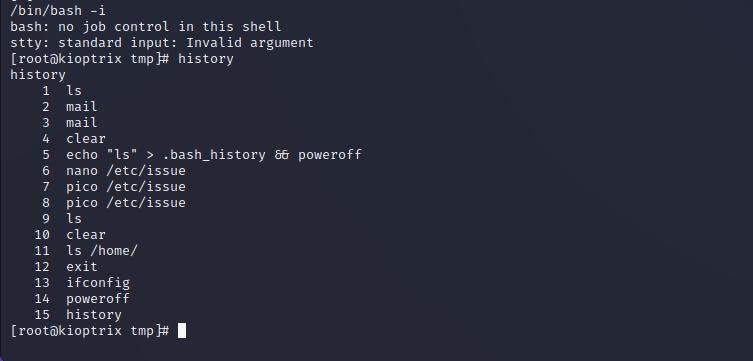 /bin/bash -i
bash: no job control in this shell
stty: standard input: Invalid argument
[root@kioptrix tmp]# history
history
    1  ls
    2  mail
    3  mail
    4  clear
    5  echo "ls" > .bash_history && poweroff
    6  nano /etc/issue
    7  pico /etc/issue
    8  pico /etc/issue
    9  ls
   10  clear
   11  ls /home/
   12  exit
   13  ifconfig
   14  poweroff
   15  history
[root@kioptrix tmp]#